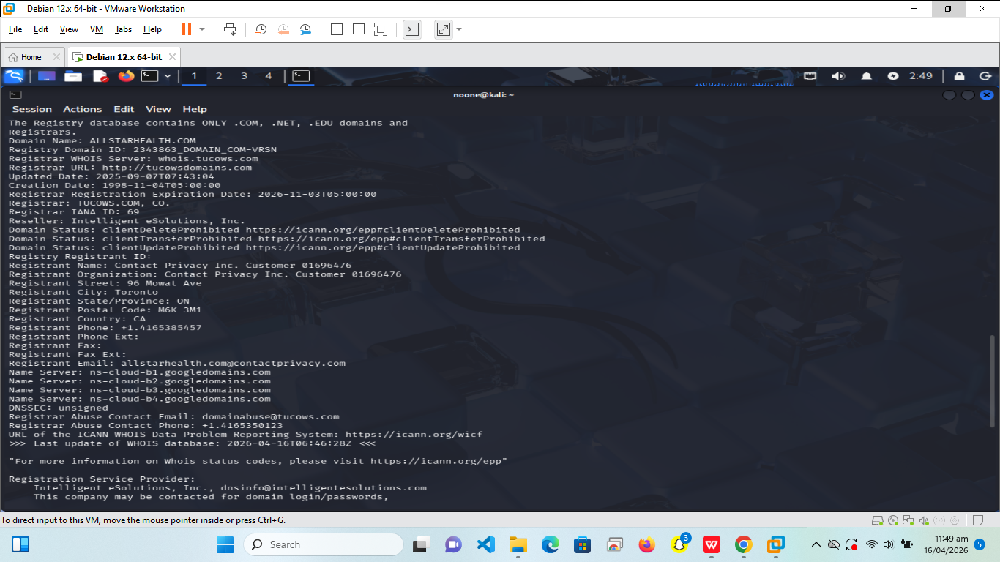 Debian 12.x 64-bit - VMware Workstation
File Edit View VM Tabs Help
Home Debian 12.x 64-bit
1 2 3 4 2:49
noone@kali: ~
Session Actions Edit View Help
The Registry database contains ONLY .COM, .NET, .EDU domains and
Registrars.
Domain Name: ALLSTARHEALTH.COM
Registry Domain ID: 2343863_DOMAIN_COM-VRSN
Registrar WHOIS Server: whois.tucows.com
Registrar URL: http://tucowsdomains.com
Updated Date: 2025-09-07T07:43:04
Creation Date: 1998-11-04T05:00:00
Registrar Registration Expiration Date: 2026-11-03T05:00:00
Registrar: TUCOWS.COM, CO.
Registrar IANA ID: 69
Reseller: Intelligent eSolutions, Inc.
Domain Status: clientDeleteProhibited https://icann.org/epp#clientDeleteProhibited
Domain Status: clientTransferProhibited https://icann.org/epp#clientTransferProhibited
Domain Status: clientUpdateProhibited https://icann.org/epp#clientUpdateProhibited
Registry Registrant ID:
Registrant Name: Contact Privacy Inc. Customer 01696476
Registrant Organization: Contact Privacy Inc. Customer 01696476
Registrant Street: 96 Mowat Ave
Registrant City: Toronto
Registrant State/Province: ON
Registrant Postal Code: M6K 3M1
Registrant Country: CA
Registrant Phone: +1.4165385457
Registrant Phone Ext:
Registrant Fax:
Registrant Fax Ext:
Registrant Email: allstarhealth.com@contactprivacy.com
Name Server: ns-cloud-b1.googledomains.com
Name Server: ns-cloud-b2.googledomains.com
Name Server: ns-cloud-b3.googledomains.com
Name Server: ns-cloud-b4.googledomains.com
DNSSEC: unsigned
Registrar Abuse Contact Email: domainabuse@tucows.com
Registrar Abuse Contact Phone: +1.4165350123
URL of the ICANN WHOIS Data Problem Reporting System: https://icann.org/wicf
>>> Last update of WHOIS database: 2026-04-16T06:46:28Z <<<
"For more information on Whois status codes, please visit https://icann.org/epp"
Registration Service Provider:
Intelligent eSolutions, Inc., dnsinfo@intelligentesolutions.com
This company may be contacted for domain login/passwords,
To direct input to this VM, move the mouse pointer inside or press Ctrl+G.
Search
3
W
11:49 am
16/04/2026
5